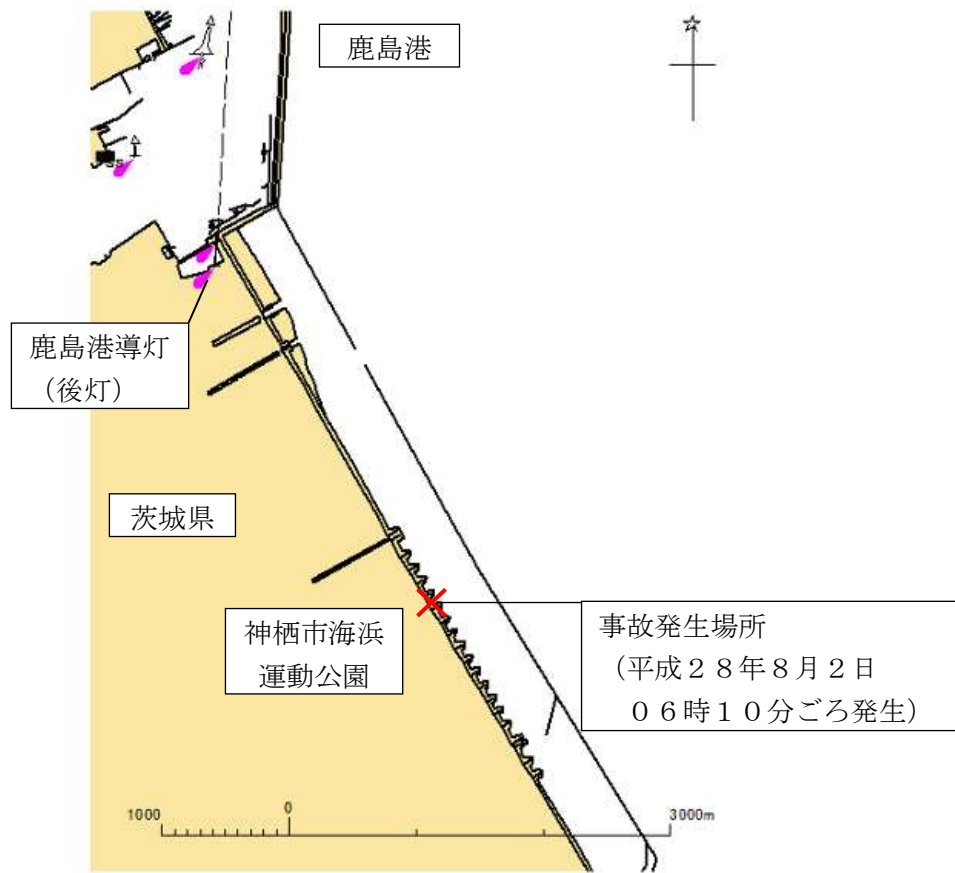 鹿島港
鹿島港導灯
（後灯）
茨城県
神栖市海浜
運動公園
事故発生場所
（平成２８年８月２日
０６時１０分ごろ発生）
1000
0
3000m